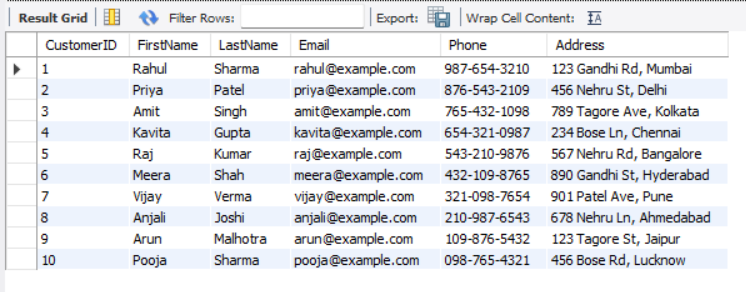 Result Grid Filter Rows: Export: Wrap Cell Content:
CustomerID FirstName LastName Email Phone Address
1 Rahul Sharma rahul@example.com 987-654-3210 123 Gandhi Rd, Mumbai
2 Priya Patel priya@example.com 876-543-2109 456 Nehru St, Delhi
3 Amit Singh amit@example.com 765-432-1098 789 Tagore Ave, Kolkata
4 Kavita Gupta kavita@example.com 654-321-0987 234 Bose Ln, Chennai
5 Raj Kumar raj@example.com 543-210-9876 567 Nehru Rd, Bangalore
6 Meera Shah meera@example.com 432-109-8765 890 Gandhi St, Hyderabad
7 Vijay Verma vijay@example.com 321-098-7654 901 Patel Ave, Pune
8 Anjali Joshi anjali@example.com 210-987-6543 678 Nehru Ln, Ahmedabad
9 Arun Malhotra arun@example.com 109-876-5432 123 Tagore St, Jaipur
10 Pooja Sharma pooja@example.com 098-765-4321 456 Bose Rd, Lucknow